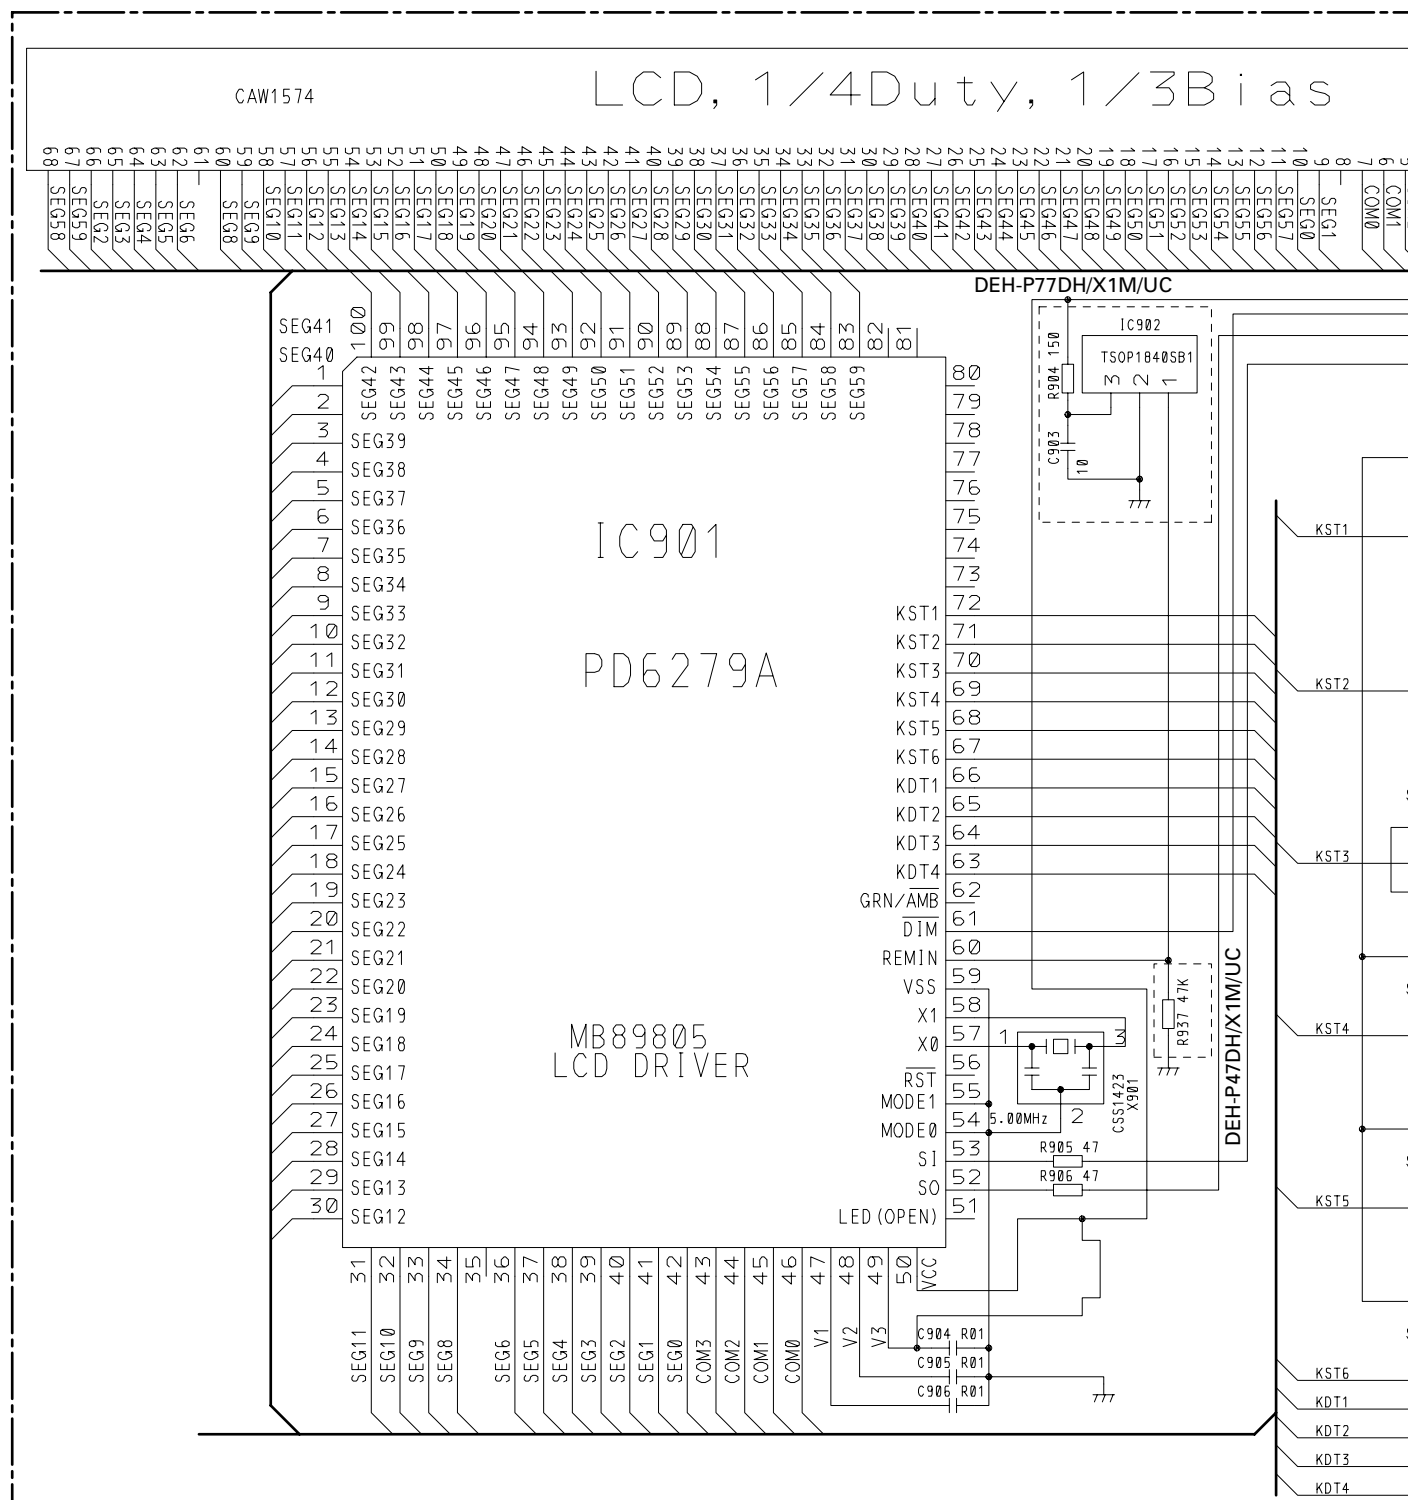 CAW1574
LCD, 1/4Duty, 1/3Bias
68 67 66 65 64 63 62 61 60 59 58 57 56 55 54 53 52 51 50 49 48 47 46 45 44 43 42 41 40 39 38 37 36 35 34 33 32 31 30 29 28 27 26 25 24 23 22 21 20 19 18 17 16 15 14 13 12 11 10 9 8 7 6 5
SEG58 SEG59 SEG2 SEG3 SEG4 SEG5 SEG6 SEG8 SEG9 SEG10 SEG11 SEG12 SEG13 SEG14 SEG15 SEG16 SEG17 SEG18 SEG19 SEG20 SEG21 SEG22 SEG23 SEG24 SEG25 SEG26 SEG27 SEG28 SEG29 SEG30 SEG31 SEG32 SEG33 SEG34 SEG35 SEG36 SEG37 SEG38 SEG39 SEG40 SEG41 SEG42 SEG43 SEG44 SEG45 SEG46 SEG47 SEG48 SEG49 SEG50 SEG51 SEG52 SEG53 SEG54 SEG55 SEG56 SEG57 SEG0 SEG1 COM0 COM1
DEH-P77DH/X1M/UC
IC902
TSOP1840SB1
3 2 1
R904 150
C903 10
SEG41
SEG40
100 99 98 97 96 95 94 93 92 91 90 89 88 87 86 85 84 83 82 81
SEG42 SEG43 SEG44 SEG45 SEG46 SEG47 SEG48 SEG49 SEG50 SEG51 SEG52 SEG53 SEG54 SEG55 SEG56 SEG57 SEG58 SEG59
1
2
3 SEG39
4 SEG38
5 SEG37
6 SEG36
7 SEG35
8 SEG34
9 SEG33
10 SEG32
11 SEG31
12 SEG30
13 SEG29
14 SEG28
15 SEG27
16 SEG26
17 SEG25
18 SEG24
19 SEG23
20 SEG22
21 SEG21
22 SEG20
23 SEG19
24 SEG18
25 SEG17
26 SEG16
27 SEG15
28 SEG14
29 SEG13
30 SEG12
IC901
PD6279A
MB89805
LCD DRIVER
80
79
78
77
76
75
74
73
KST1 72
KST2 71
KST3 70
KST4 69
KST5 68
KST6 67
KDT1 66
KDT2 65
KDT3 64
KDT4 63
GRN/AMB 62
DIM 61
REMIN 60
VSS 59
X1 58
X0 57
RST 56
MODE1 55
MODE0 54
SI 53
SO 52
LED(OPEN) 51
1 3
2
5.00MHz
CSS1423
X901
R937 47K
DEH-P47DH/X1M/UC
R905 47
R906 47
31 32 33 34 35 36 37 38 39 40 41 42 43 44 45 46 47 48 49 50
SEG11 SEG10 SEG9 SEG8 SEG6 SEG5 SEG4 SEG3 SEG2 SEG1 SEG0 COM3 COM2 COM1 COM0 V1 V2 V3 VCC
C904 R01
C905 R01
C906 R01
KST1
KST2
KST3
KST4
KST5
KST6
KDT1
KDT2
KDT3
KDT4